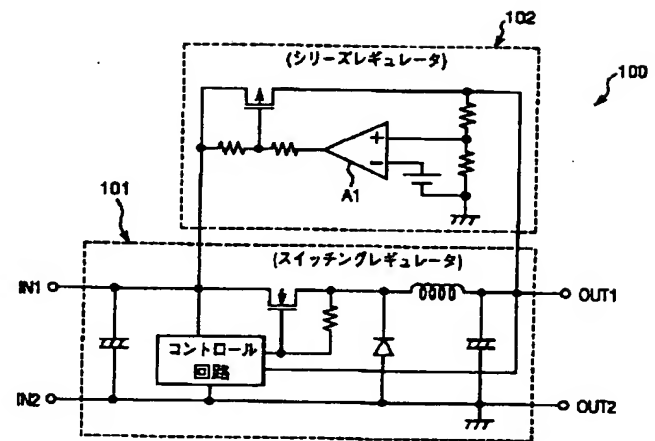 102
100
(シリーズレギュレータ)
+
−
A1
101
(スイッチングレギュレータ)
IN1
OUT1
コントロール
回路
IN2
OUT2